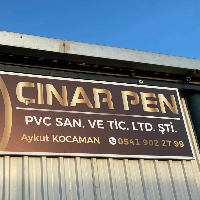 ÇINAR PEN
PVC SAN. VE TİC. LTD. ŞTİ.
Aykut KOCAMAN 0541 902 27 99